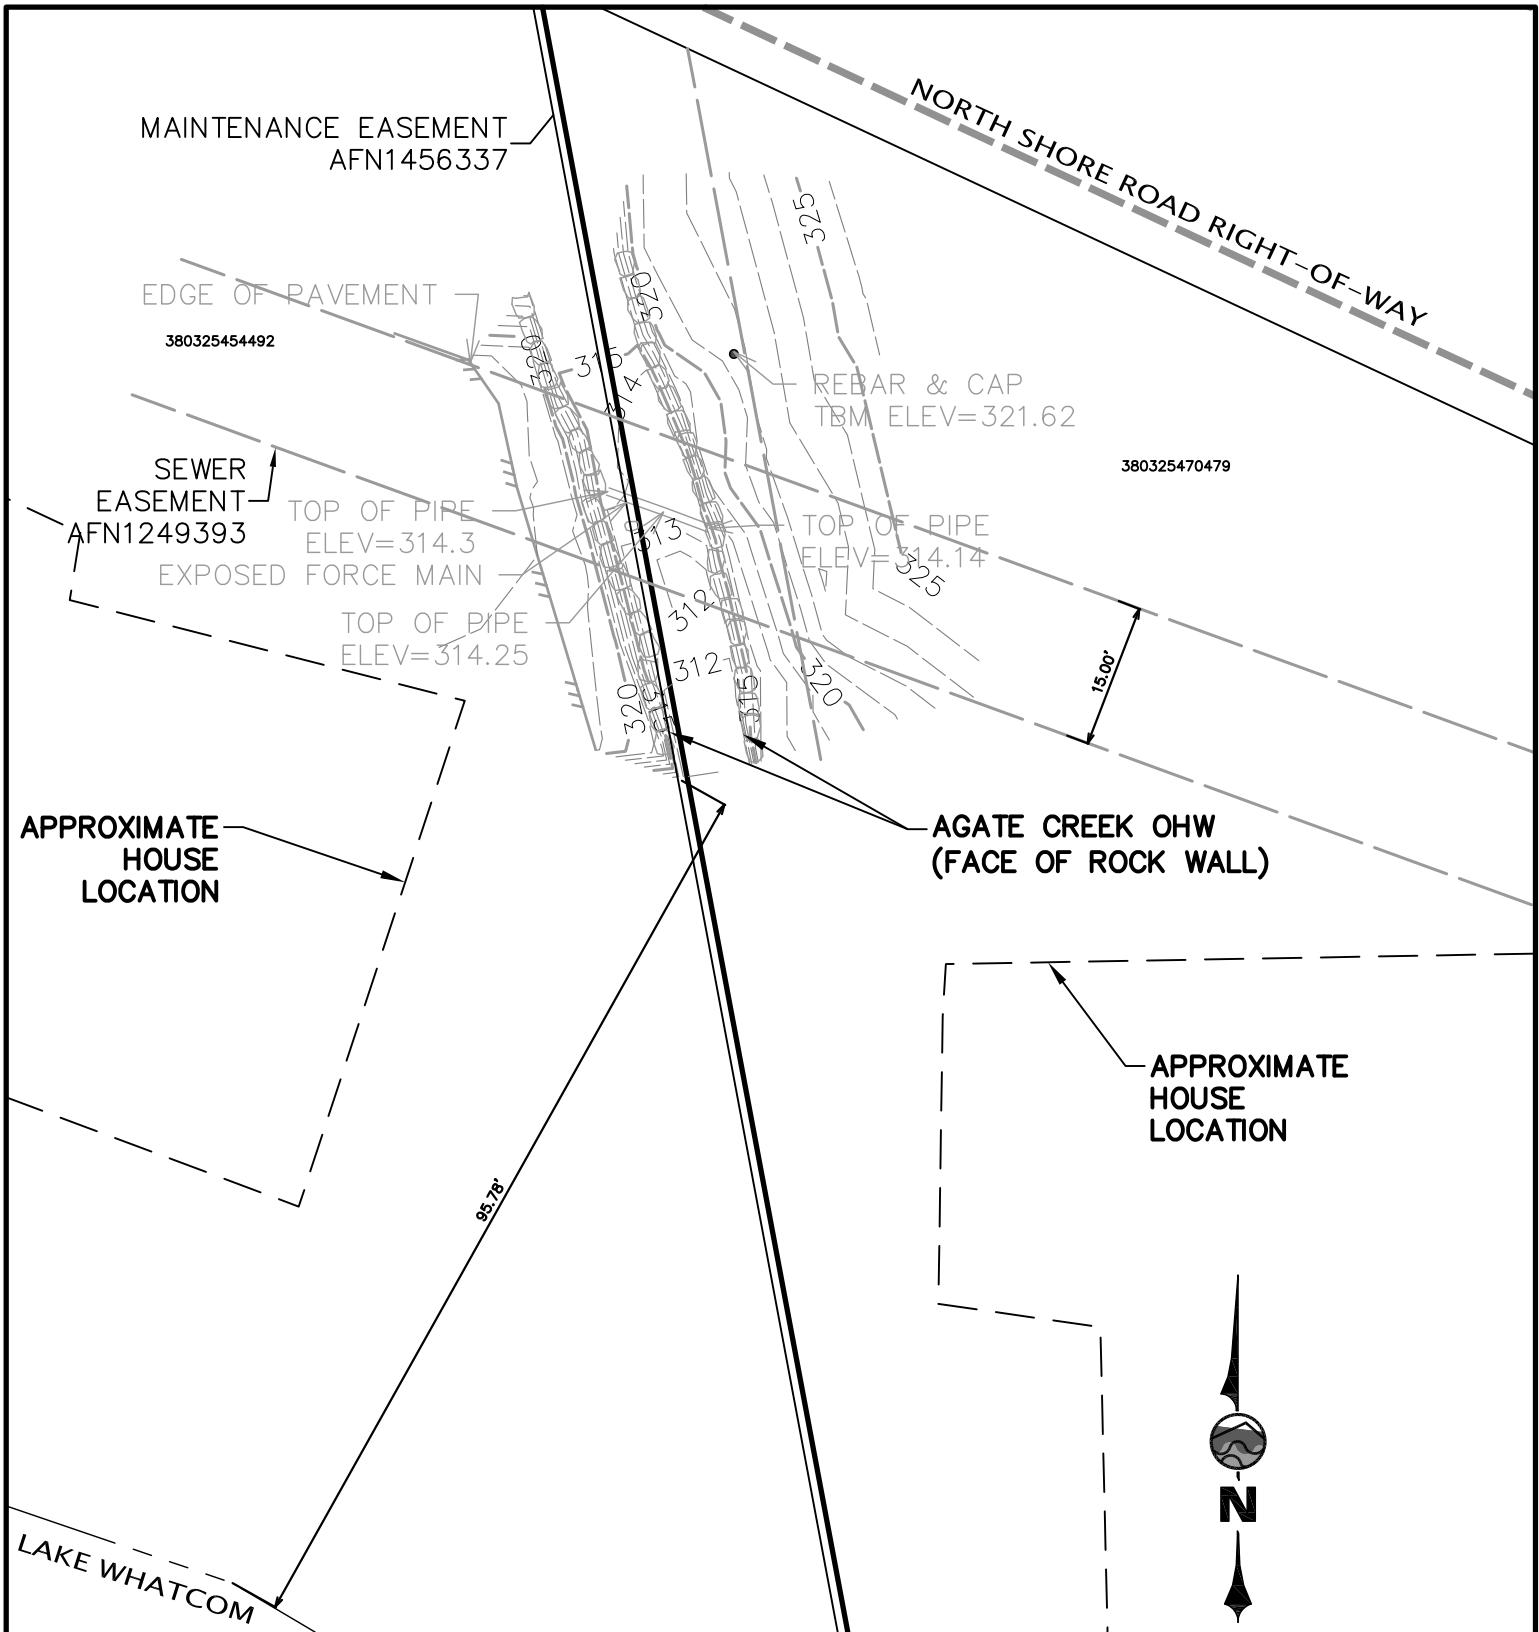 NORTH SHORE ROAD RIGHT-OF-WAY
MAINTENANCE EASEMENT
AFN1456337
325
EDGE OF PAVEMENT
320
380325454492
320
315
314
REBAR & CAP
TBM ELEV=321.62
380325470479
SEWER
EASEMENT
AFN1249393
TOP OF PIPE
ELEV=314.3
EXPOSED FORCE MAIN
313
TOP OF PIPE
ELEV=314.14
325
TOP OF PIPE
ELEV=314.25
312
312
15.00'
320
315
315
320
APPROXIMATE
HOUSE
LOCATION
AGATE CREEK OHW
(FACE OF ROCK WALL)
APPROXIMATE
HOUSE
LOCATION
95.78'
N
LAKE WHATCOM